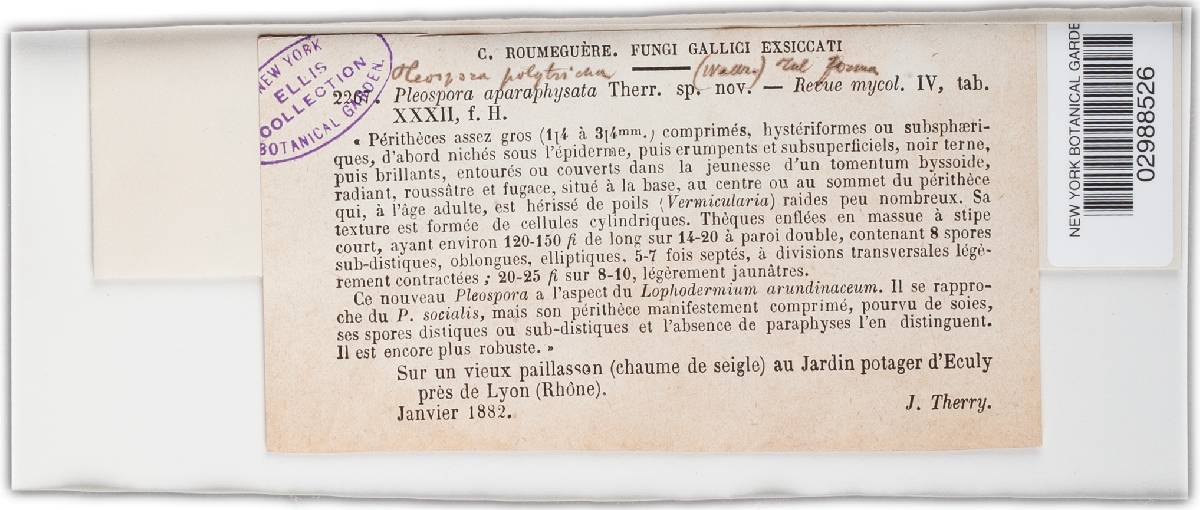 C. ROUMEGUÈRE. FUNGI GALLICI EXSICCATI
Pleospora polytricha (Wallr.) Tul forma
Pleospora aparaphysata Therr. sp. nov. — Revue mycol. IV, tab.
XXXII, f. H.
« Périthèces assez gros (1|4 à 3|4mm.) comprimés, hystériformes ou subsphæri-
ques, d'abord nichés sous l'épiderme, puis erumpents et subsuperficiels, noir terne,
puis brillants, entourés ou couverts dans la jeunesse d'un tomentum byssoide,
radiant, roussâtre et fugace, situé à la base, au centre ou au sommet du périthèce
qui, à l'âge adulte, est hérissé de poils (Vermicularia) raides peu nombreux. Sa
texture est formée de cellules cylindriques. Thèques enflées en massue à stipe
court, ayant environ 120-150 fi de long sur 14-20 à paroi double, contenant 8 spores
sub-distiques, oblongues, elliptiques, 5-7 fois septés, à divisions transversales légè-
rement contractées ; 20-25 fi sur 8-10, légèrement jaunâtres.
Ce nouveau Pleospora a l'aspect du Lophodermium arundinaceum. Il se rappro-
che du P. socialis, mais son périthèce manifestement comprimé, pourvu de soies,
ses spores distiques ou sub-distiques et l'absence de paraphyses l'en distinguent.
Il est encore plus robuste. »
Sur un vieux paillasson (chaume de seigle) au Jardin potager d'Eculy
près de Lyon (Rhône).
Janvier 1882.
J. Therry.
NEW YORK
ELLIS
COOLLECTION
BOTANICAL GARDEN.
NEW YORK BOTANICAL GARDE
02988526